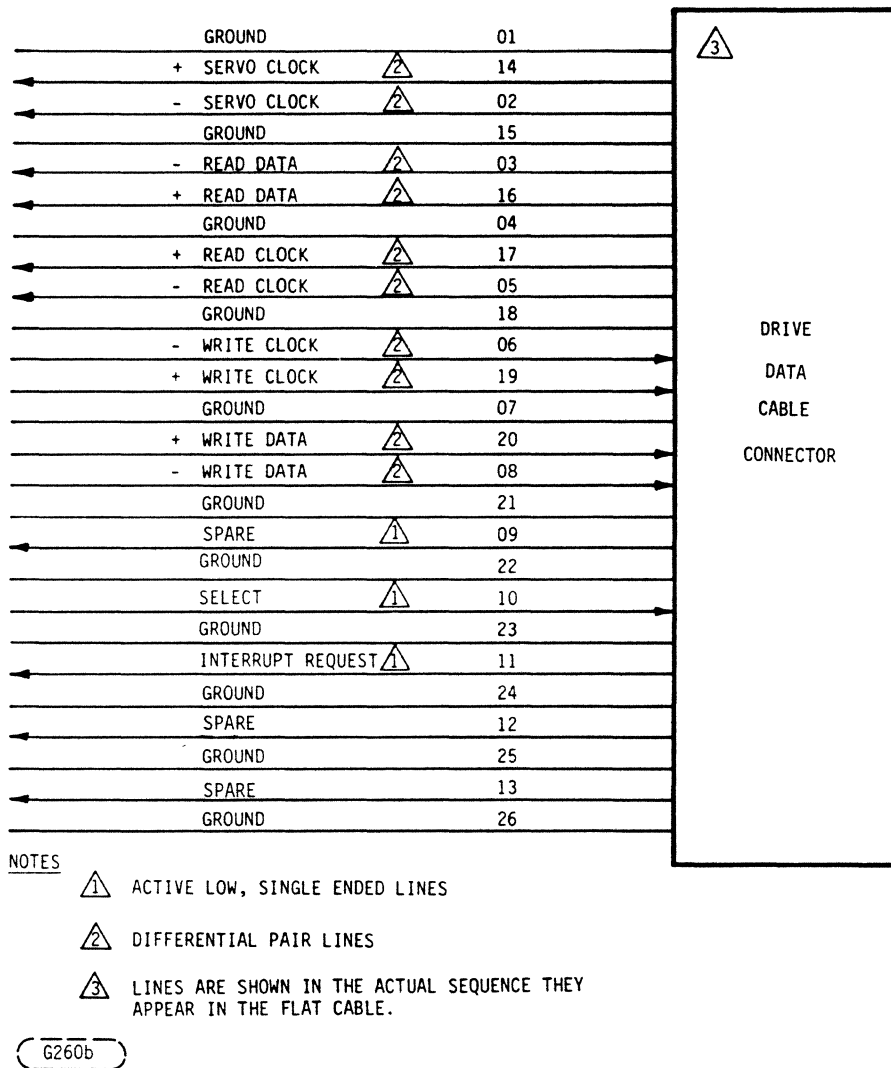 GROUND 01
+ SERVO CLOCK 2 14
- SERVO CLOCK 2 02
GROUND 15
- READ DATA 2 03
+ READ DATA 2 16
GROUND 04
+ READ CLOCK 2 17
- READ CLOCK 2 05
GROUND 18
- WRITE CLOCK 2 06
+ WRITE CLOCK 2 19
GROUND 07
+ WRITE DATA 2 20
- WRITE DATA 2 08
GROUND 21
SPARE 1 09
GROUND 22
SELECT 1 10
GROUND 23
INTERRUPT REQUEST 1 11
GROUND 24
SPARE 12
GROUND 25
SPARE 13
GROUND 26
3
DRIVE
DATA
CABLE
CONNECTOR
NOTES
1 ACTIVE LOW, SINGLE ENDED LINES
2 DIFFERENTIAL PAIR LINES
3 LINES ARE SHOWN IN THE ACTUAL SEQUENCE THEY
APPEAR IN THE FLAT CABLE.
G260b